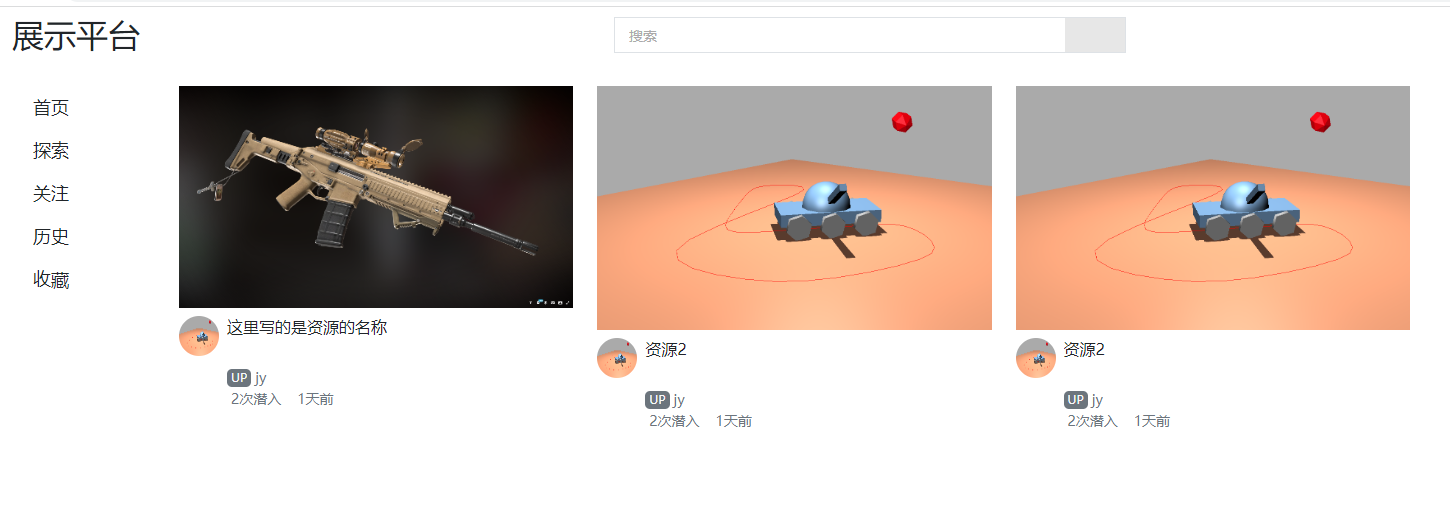 展示平台
搜索
首页
探索
关注
历史
收藏
这里写的是资源的名称
UP jy
2次潜入 1天前
资源2
UP jy
2次潜入 1天前
资源2
UP jy
2次潜入 1天前